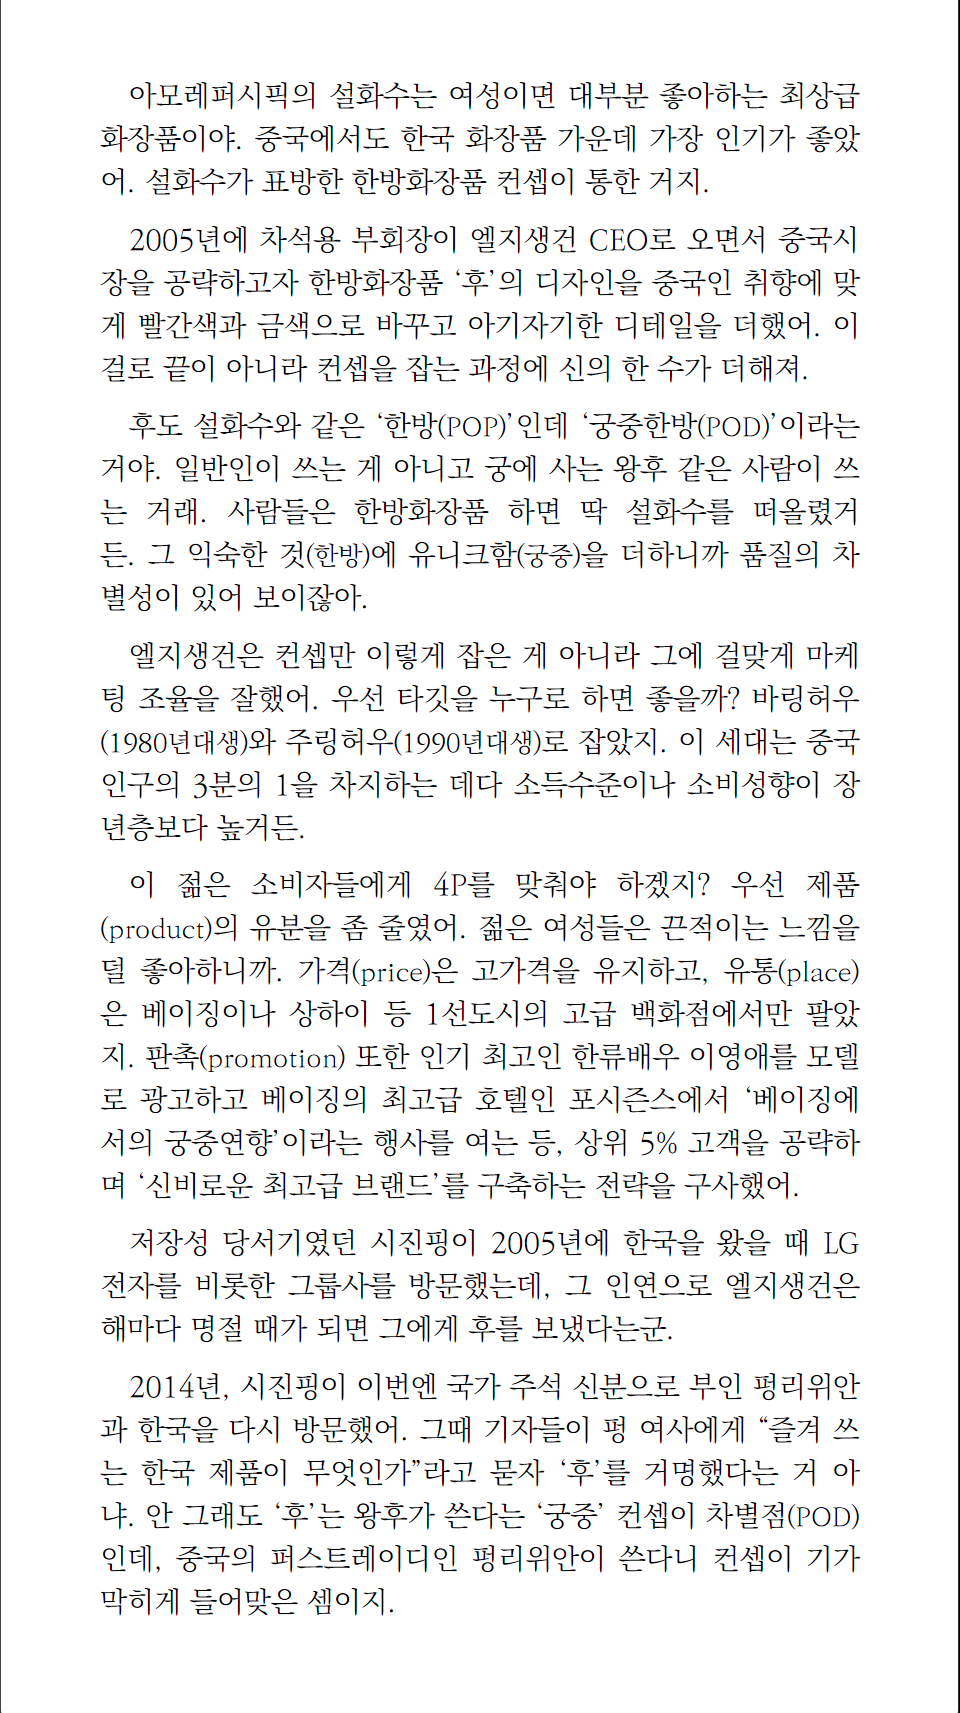 아모레퍼시픽의 설화수는 여성이면 대부분 좋아하는 최상급
화장품이야. 중국에서도 한국 화장품 가운데 가장 인기가 좋았
어. 설화수가 표방한 한방화장품 컨셉이 통한 거지.
2005년에 차석용 부회장이 엘지생건 CEO로 오면서 중국시
장을 공략하고자 한방화장품 ‘후’의 디자인을 중국인 취향에 맞
게 빨간색과 금색으로 바꾸고 아기자기한 디테일을 더했어. 이
걸로 끝이 아니라 컨셉을 잡는 과정에 신의 한 수가 더해져.
후도 설화수와 같은 ‘한방(POP)’인데 ‘궁중한방(POD)’이라는
거야. 일반인이 쓰는 게 아니고 궁에 사는 왕후 같은 사람이 쓰
는 거래. 사람들은 한방화장품 하면 딱 설화수를 떠올렸거
든. 그 익숙한 것(한방)에 유니크함(궁중)을 더하니까 품질의 차
별성이 있어 보이잖아.
엘지생건은 컨셉만 이렇게 잡은 게 아니라 그에 걸맞게 마케
팅 조율을 잘했어. 우선 타깃을 누구로 하면 좋을까? 바링허우
(1980년대생)와 주링허우(1990년대생)로 잡았지. 이 세대는 중국
인구의 3분의 1을 차지하는 데다 소득수준이나 소비성향이 장
년층보다 높거든.
이 젊은 소비자들에게 4P를 맞춰야 하겠지? 우선 제품
(product)의 유분을 좀 줄였어. 젊은 여성들은 끈적이는 느낌을
덜 좋아하니까. 가격(price)은 고가격을 유지하고, 유통(place)
은 베이징이나 상하이 등 1선도시의 고급 백화점에서만 팔았
지. 판촉(promotion) 또한 인기 최고인 한류배우 이영애를 모델
로 광고하고 베이징의 최고급 호텔인 포시즌스에서 ‘베이징에
서의 궁중연향’이라는 행사를 여는 등, 상위 5% 고객을 공략하
며 ‘신비로운 최고급 브랜드’를 구축하는 전략을 구사했어.
저장성 당서기였던 시진핑이 2005년에 한국을 왔을 때 LG
전자를 비롯한 그룹사를 방문했는데, 그 인연으로 엘지생건은
해마다 명절 때가 되면 그에게 후를 보냈다는군.
2014년, 시진핑이 이번엔 국가 주석 신분으로 부인 펑리위안
과 한국을 다시 방문했어. 그때 기자들이 펑 여사에게 “즐겨 쓰
는 한국 제품이 무엇인가”라고 묻자 ‘후’를 거명했다는 거 아
냐. 안 그래도 ‘후’는 왕후가 쓴다는 ‘궁중’ 컨셉이 차별점(POD)
인데, 중국의 퍼스트레이디인 펑리위안이 쓴다니 컨셉이 기가
막히게 들어맞은 셈이지.